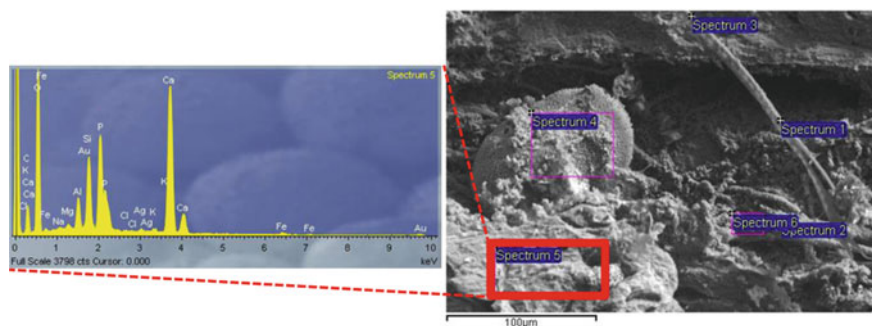 Spectrum 5
Fe
O
Ca
P
Si
Au
C
K
Ca
Ca
Cl
Fe
Na
Mg
Al
P
Cl
Cl
Ag
Ag
K
K
Ca
Fe
Fe
Au
0 1 2 3 4 5 6 7 8 9 10
Full Scale 3798 cts Cursor: 0.000
keV
Spectrum 3
Spectrum 4
Spectrum 1
Spectrum 6
Spectrum 2
Spectrum 5
100um